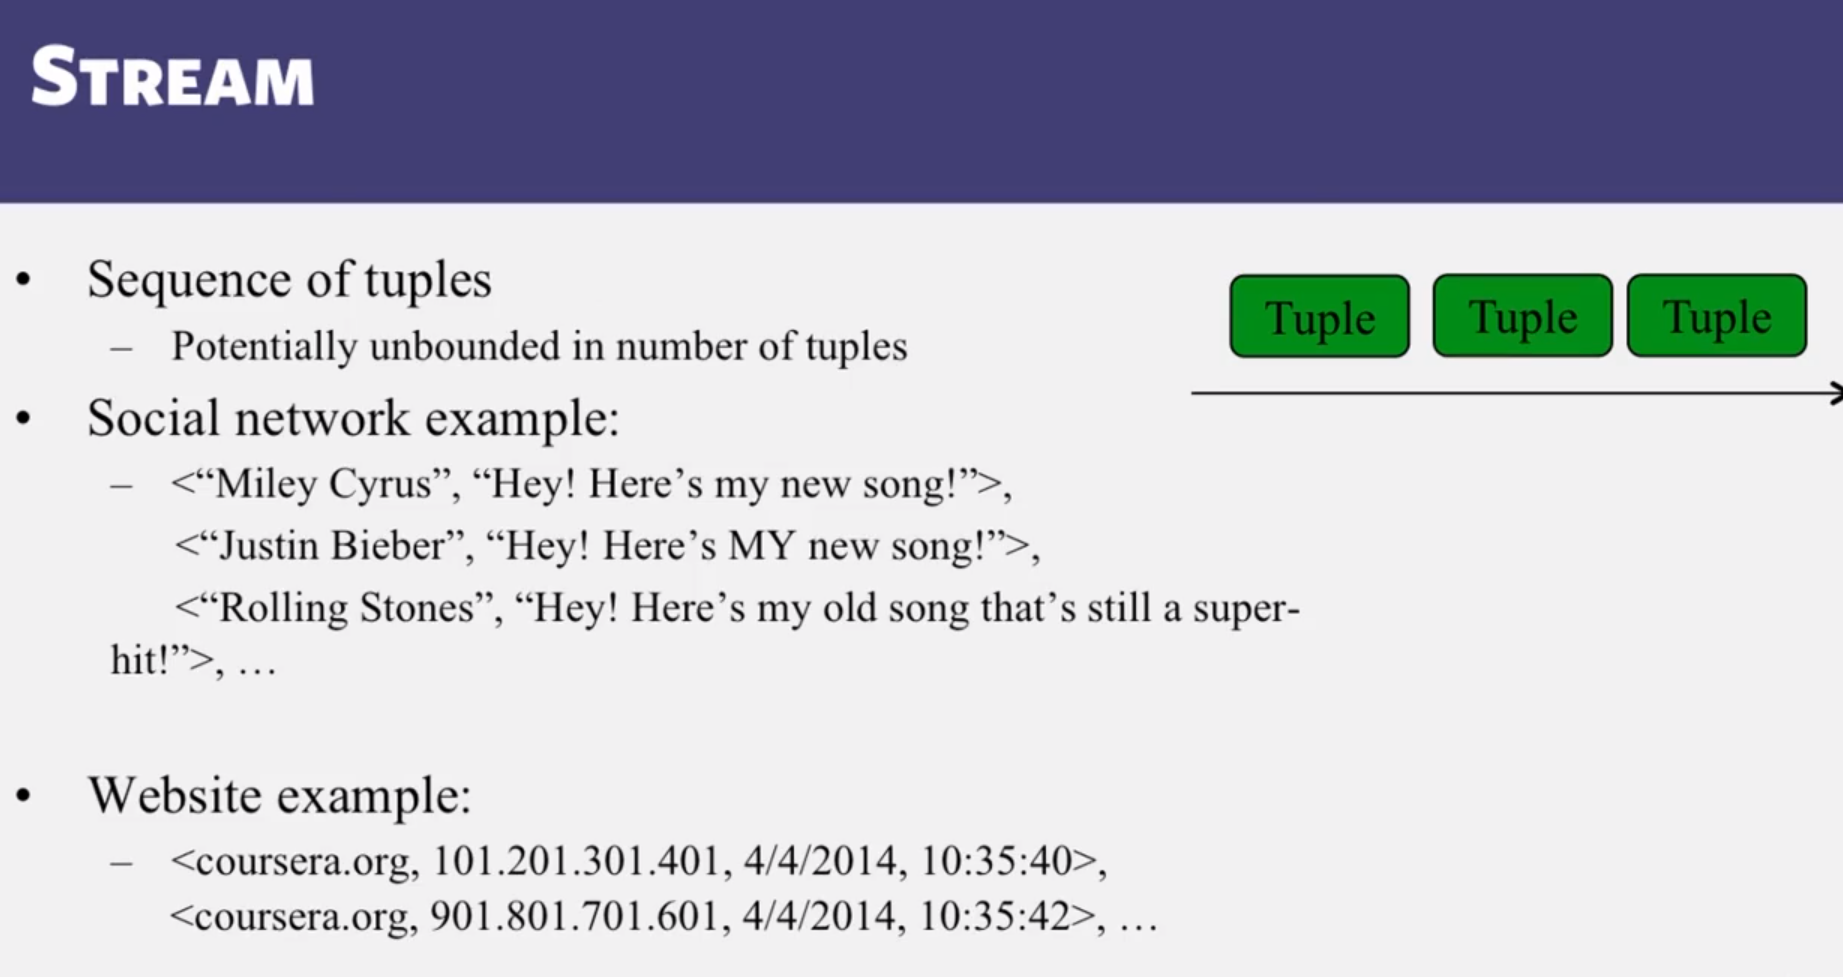 STREAM
• Sequence of tuples
– Potentially unbounded in number of tuples
Tuple Tuple Tuple
• Social network example:
– <“Miley Cyrus”, “Hey! Here’s my new song!”>,
<“Justin Bieber”, “Hey! Here’s MY new song!”>,
<“Rolling Stones”, “Hey! Here’s my old song that’s still a super-
hit!”>, …
• Website example:
– <coursera.org, 101.201.301.401, 4/4/2014, 10:35:40>,
<coursera.org, 901.801.701.601, 4/4/2014, 10:35:42>, …